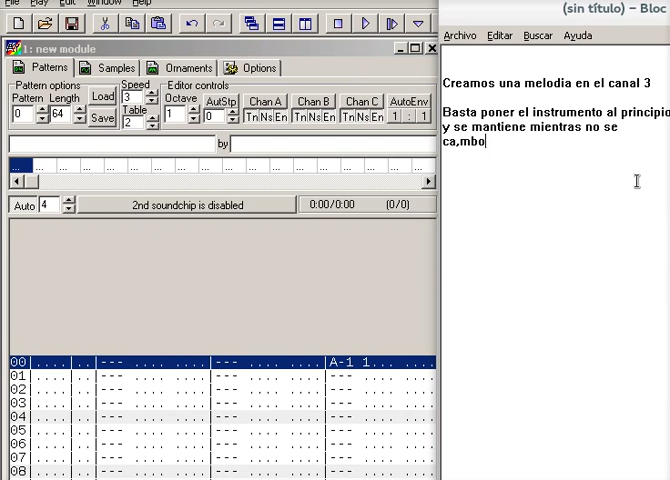 File Play Edit Window Help
(sin título) – Bloc
1: new module
Archivo Editar Buscar Ayuda
Patterns Samples Ornaments Options
Pattern options Speed Editor controls
Pattern Length Load 3 Octave AutStp Chan A Chan B Chan C AutoEnv
0 64 Save Table 2 1 0 Tn Ns En Tn Ns En Tn Ns En 1 : 1
by
... ... ... ... ... ... ... ... ... ... ... ... ...
Auto 4 2nd soundchip is disabled 0:00/0:00 (0/0)
00|....|..|--- .... ....|--- .... ....|A-1 1... ....
01|....|..|--- .... ....|--- .... ....|--- .... ....
02|....|..|--- .... ....|--- .... ....|--- .... ....
03|....|..|--- .... ....|--- .... ....|--- .... ....
04|....|..|--- .... ....|--- .... ....|--- .... ....
05|....|..|--- .... ....|--- .... ....|--- .... ....
06|....|..|--- .... ....|--- .... ....|--- .... ....
07|....|..|--- .... ....|--- .... ....|--- .... ....
08|....|..|--- .... ....|--- .... ....|--- .... ....
Creamos una melodia en el canal 3
Basta poner el instrumento al principio
y se mantiene mientras no se
ca,mbo